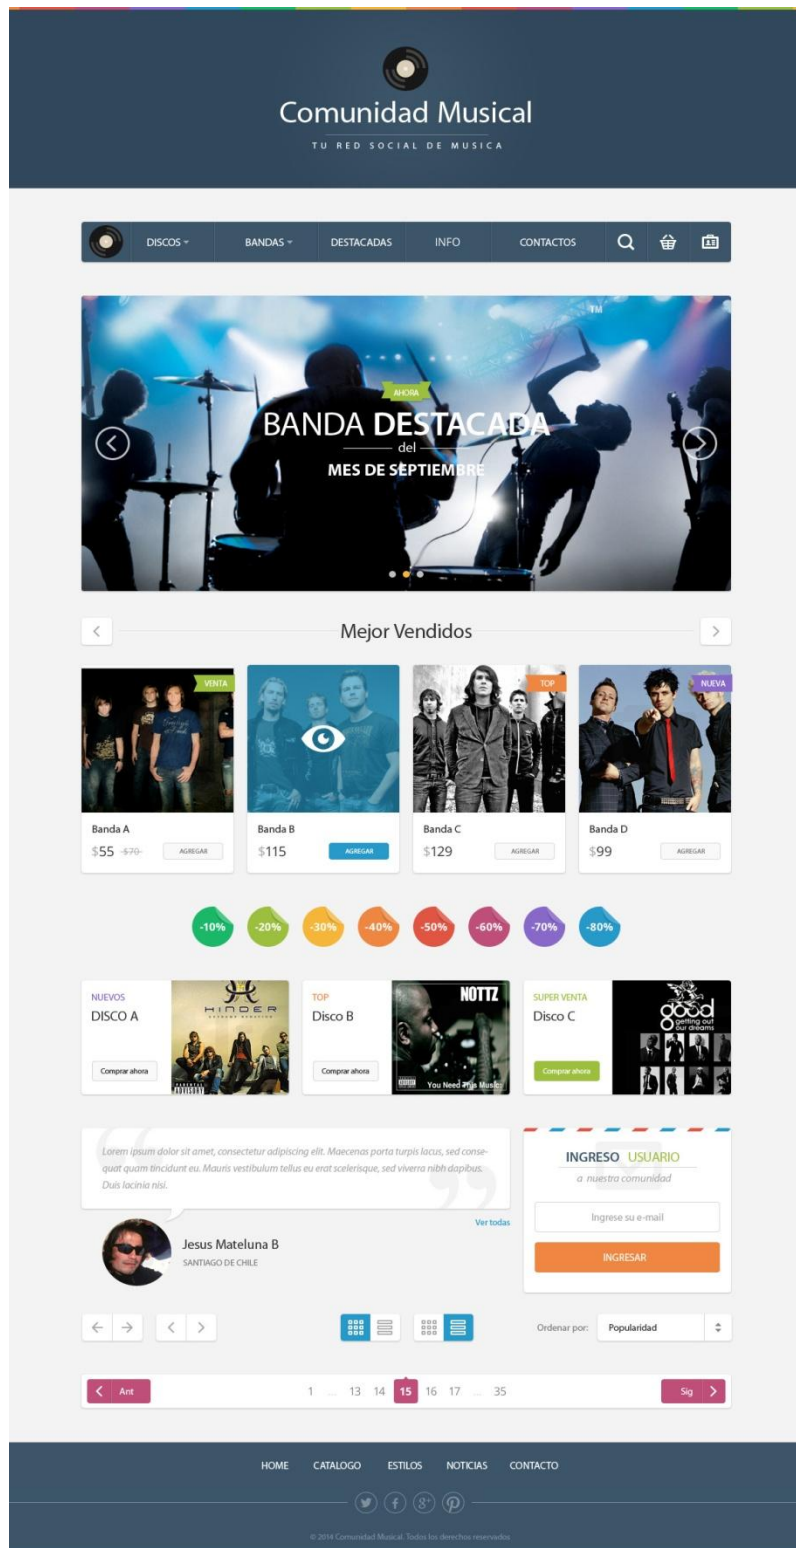 Comunidad Musical
TU RED SOCIAL DE MUSICA
DISCOS
BANDAS
DESTACADAS
INFO
CONTACTOS
TM
AHORA
BANDA DESTACADA
del
MES DE SEPTIEMBRE
Mejor Vendidos
VENTA
TOP
NUEVA
Banda A
$55 $70
AGREGAR
Banda B
$115
AGREGAR
Banda C
$129
AGREGAR
Banda D
$99
AGREGAR
-10%
-20%
-30%
-40%
-50%
-60%
-70%
-80%
NUEVOS
DISCO A
Comprar ahora
HINDER
TOP
Disco B
Comprar ahora
NOTTZ
You Need This Music
SUPER VENTA
Disco C
Comprar ahora
good
getting out
our dreams
Lorem ipsum dolor sit amet, consectetur adipiscing elit. Maecenas porta turpis lacus, sed conse-
quat quam tincidunt eu. Mauris vestibulum tellus eu erat scelerisque, sed viverra nibh dapibus.
Duis lacinia nisi.
Ver todas
Jesus Mateluna B
SANTIAGO DE CHILE
INGRESO USUARIO
a nuestra comunidad
Ingrese su e-mail
INGRESAR
Ordenar por:
Popularidad
Ant
1 ... 13 14 15 16 17 ... 35
Sig
HOME
CATALOGO
ESTILOS
NOTICIAS
CONTACTO
© 2014 Comunidad Musical. Todos los derechos reservados